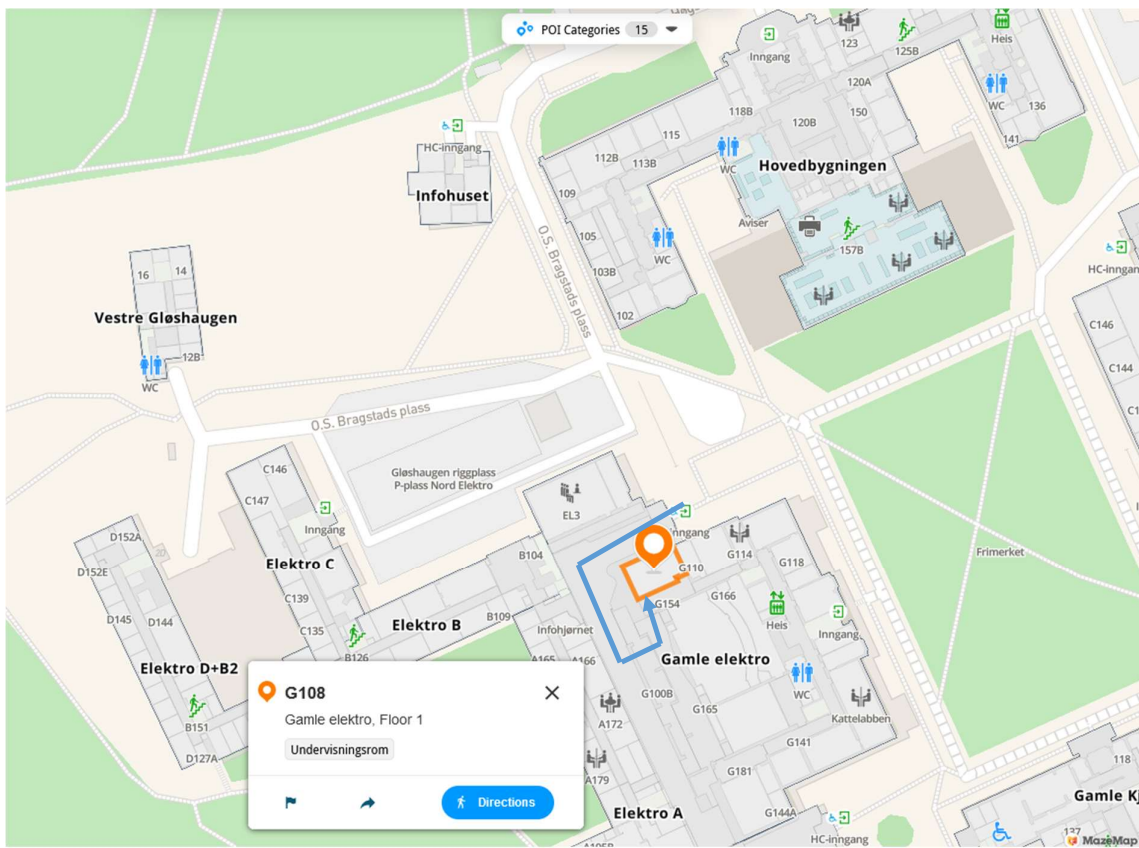 POI Categories 15
Inngang
123
125B
Heis
120A
WC
136
118B
120B
150
141
115
HC-inngang
112B
113B
WC
Hovedbygningen
Infohuset
109
Aviser
105
O.S. Bragstads plass
WC
157B
103B
HC-inngang
16
14
102
Vestre Gløshaugen
C146
12B
WC
C144
O.S. Bragstads plass
C146
Gløshaugen riggplass
P-plass Nord Elektro
C147
EL3
Inngang
D152A
B104
G114
Frimerket
D152E
Elektro C
G110
G118
C139
G166
G154
D145
D144
B109
Heis
C135
Elektro B
Infohjørnet
Inngang
B126
Elektro D+B2
A165
A166
Gamle elektro
WC
G100B
G165
B151
A172
Kattelabben
D127A
G141
A179
G181
118
Gamle Kj
Elektro A
G144A
HC-inngang
137
MazeMap
G108
Gamle elektro, Floor 1
Undervisningsrom
Directions